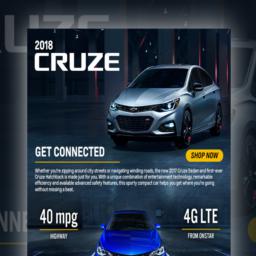 2018
CRUZE
GET CONNECTED
SHOP NOW
Whether you're zipping around city streets or navigating winding roads, the new 2017 Cruze Sedan and first-ever
Cruze Hatchback is made just for you. With a unique combination of entertainment technology, remarkable
efficiency and available advanced safety features, this sporty compact car helps you get where you're going
without missing a beat.
40 mpg
HIGHWAY
4G LTE
FROM ONSTAR